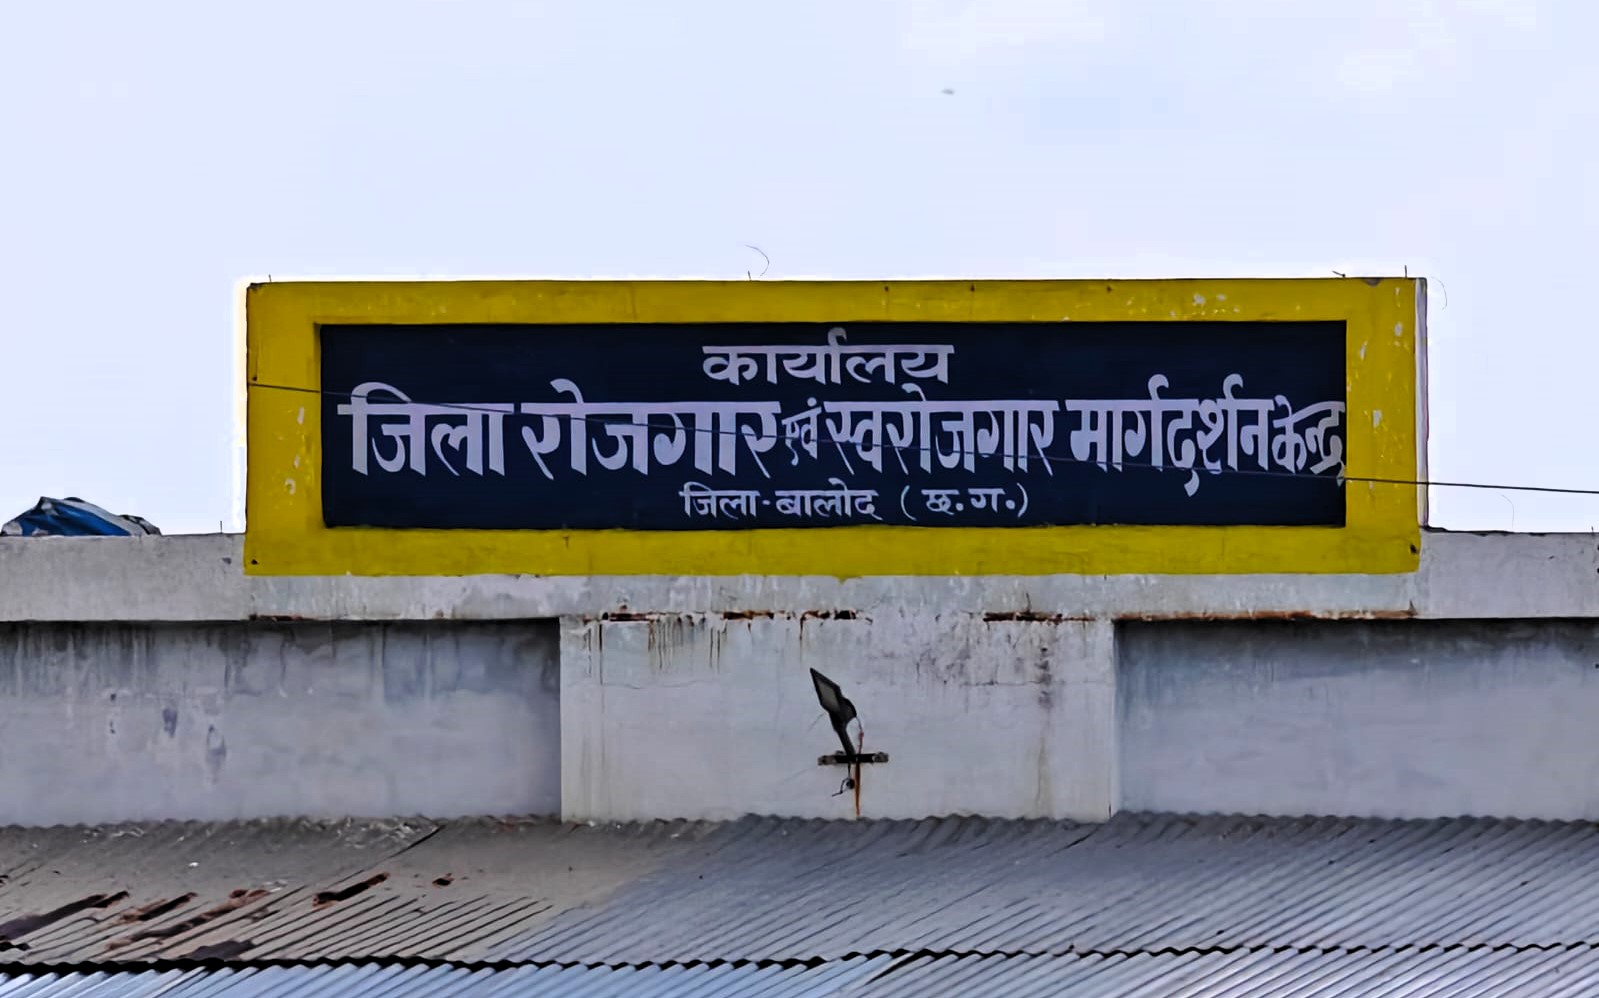 कार्यालय
जिला रोजगार एवं स्वरोजगार मार्गदर्शन केन्द्र
जिला-बालोद (छ.ग.)